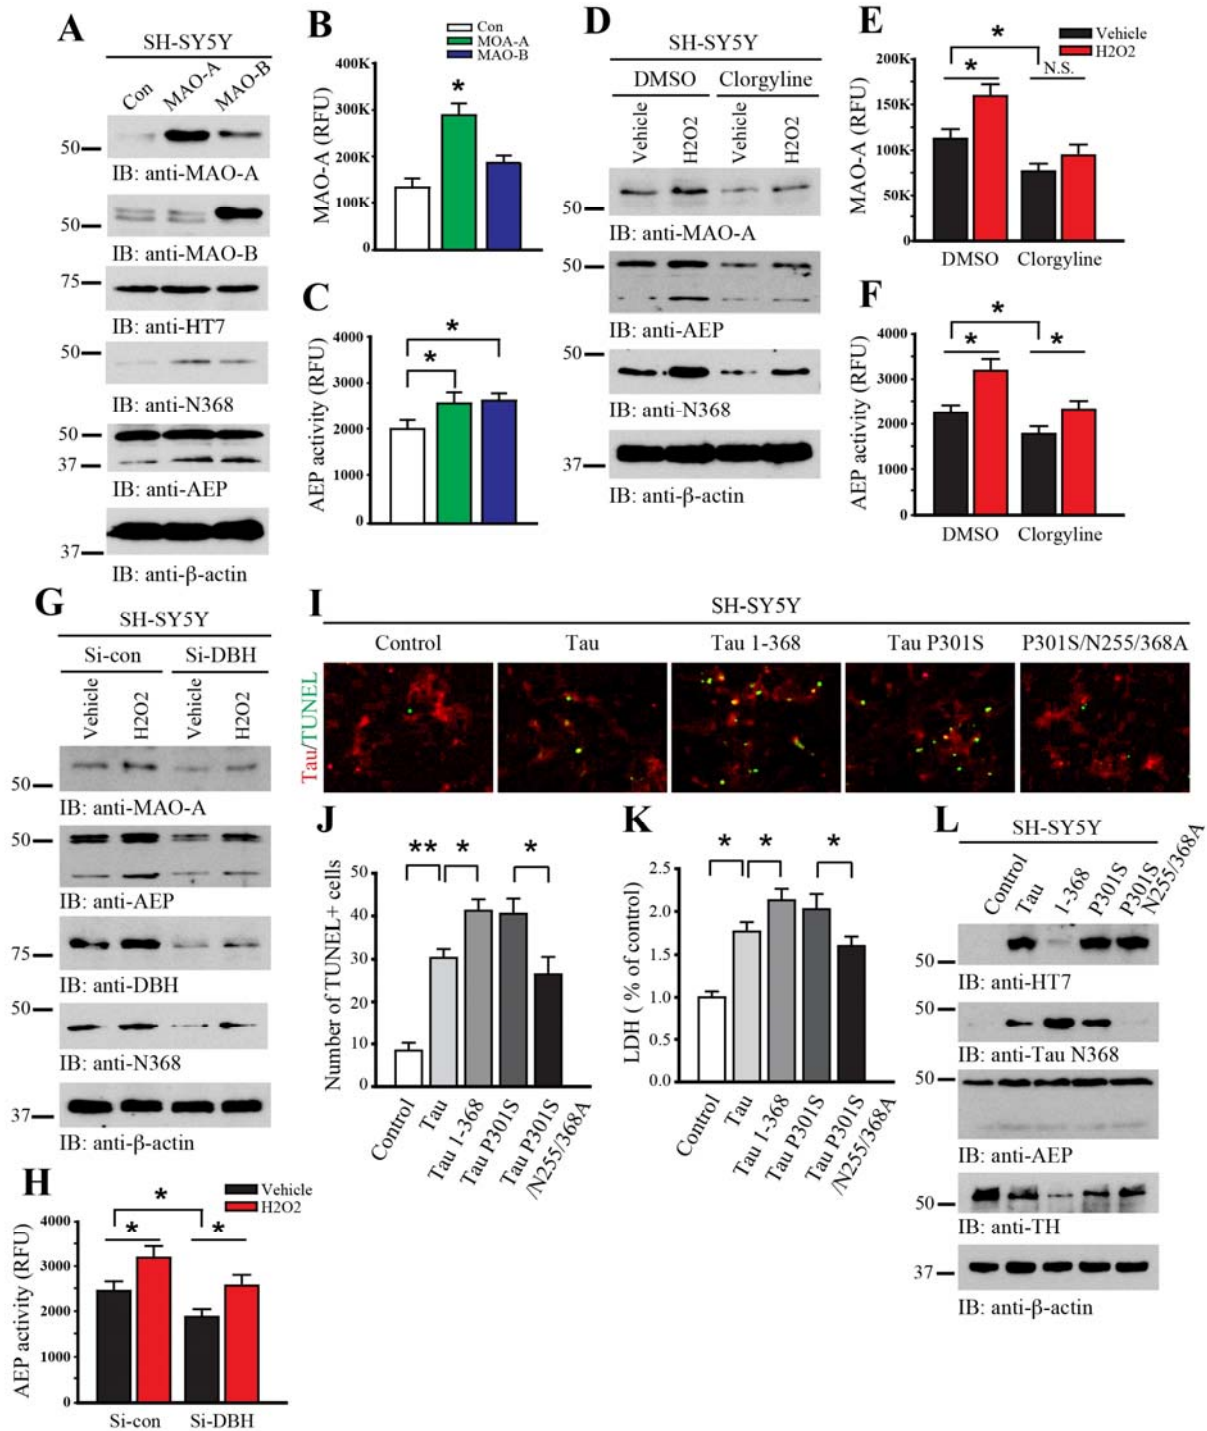 A
SH-SY5Y
Con MAO-A MAO-B
50
IB: anti-MAO-A
50
IB: anti-MAO-B
75
IB: anti-HT7
50
IB: anti-N368
50
37
IB: anti-AEP
37
IB: anti-β-actin
B
Con
MOA-A
MAO-B
MAO-A (RFU)
400K
300K
200K
100K
0
*
C
AEP activity (RFU)
4000
3000
2000
1000
0
*
*
D
SH-SY5Y
DMSO Clorgyline
Vehicle H2O2 Vehicle H2O2
50
IB: anti-MAO-A
50
IB: anti-AEP
50
IB: anti-N368
37
IB: anti-β-actin
E
Vehicle
H2O2
MAO-A (RFU)
200K
150K
100K
50K
0
*
* N.S.
DMSO Clorgyline
F
AEP activity (RFU)
4000
3000
2000
1000
0
*
* *
DMSO Clorgyline
G
SH-SY5Y
Si-con Si-DBH
Vehicle H2O2 Vehicle H2O2
50
IB: anti-MAO-A
50
IB: anti-AEP
75
IB: anti-DBH
50
IB: anti-N368
37
IB: anti-β-actin
H
Vehicle
H2O2
AEP activity (RFU)
4000
3000
2000
1000
0
*
* *
Si-con Si-DBH
I
SH-SY5Y
Control Tau Tau 1-368 Tau P301S P301S/N255/368A
Tau/TUNEL
J
Number of TUNEL+ cells
50
40
30
20
10
0
** * *
Control Tau Tau 1-368 Tau P301S Tau P301S
/N255/368A
K
LDH ( % of control)
2.5
2.0
1.5
1.0
0.5
0.0
* * *
Control Tau Tau 1-368 Tau P301S Tau P301S
/N255/368A
L
SH-SY5Y
Control Tau 1-368 P301S P301S
N255/368A
50
IB: anti-HT7
50
IB: anti-Tau N368
50
IB: anti-AEP
50
IB: anti-TH
37
IB: anti-β-actin